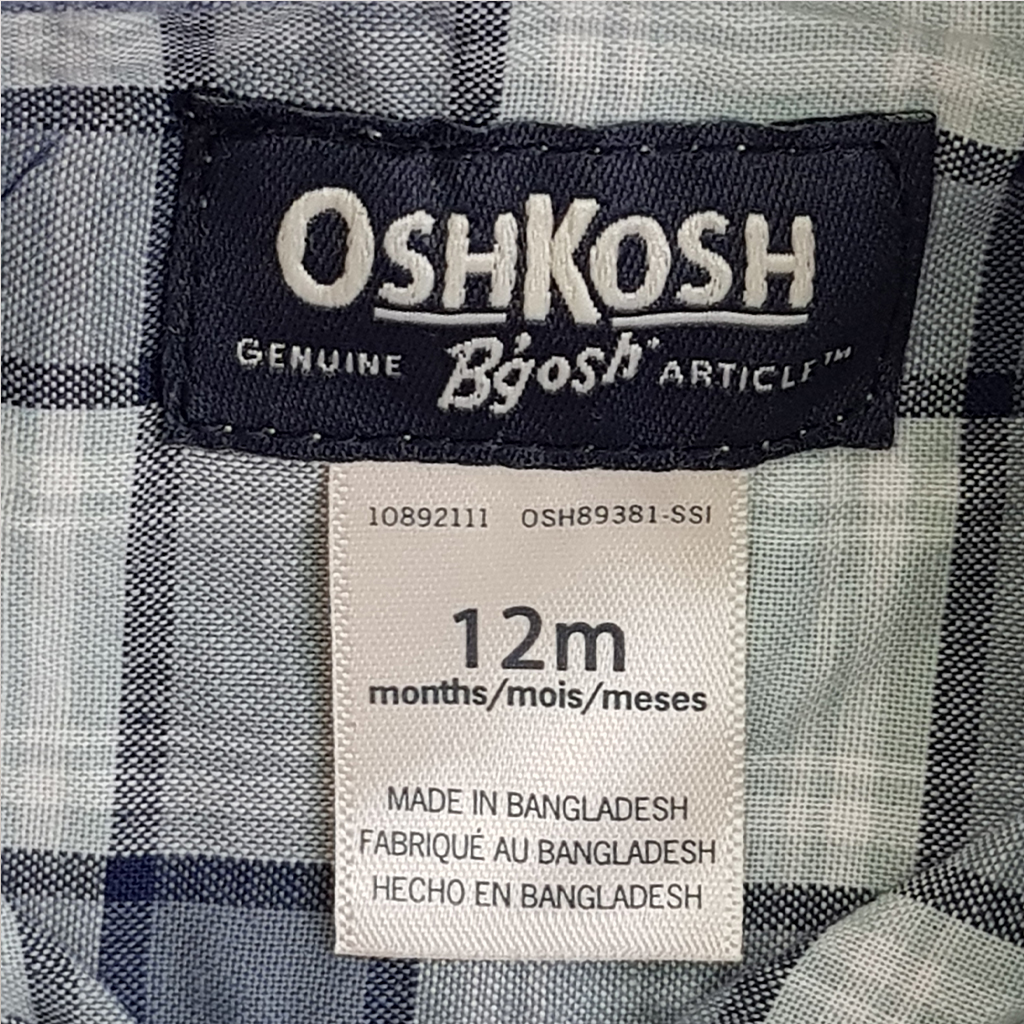 OSHKOSH
GENUINE B'gosh ARTICLE™
10892111 OSH89381-SSI
12m
months/mois/meses
MADE IN BANGLADESH
FABRIQUÉ AU BANGLADESH
HECHO EN BANGLADESH